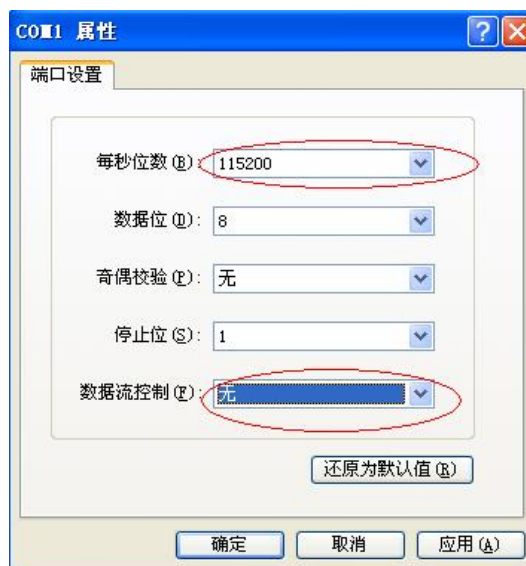 COM1 属性
端口设置
每秒位数(B): 115200
数据位(D): 8
奇偶校验(P): 无
停止位(S): 1
数据流控制(F): 无
还原为默认值(R)
确定 取消 应用(A)